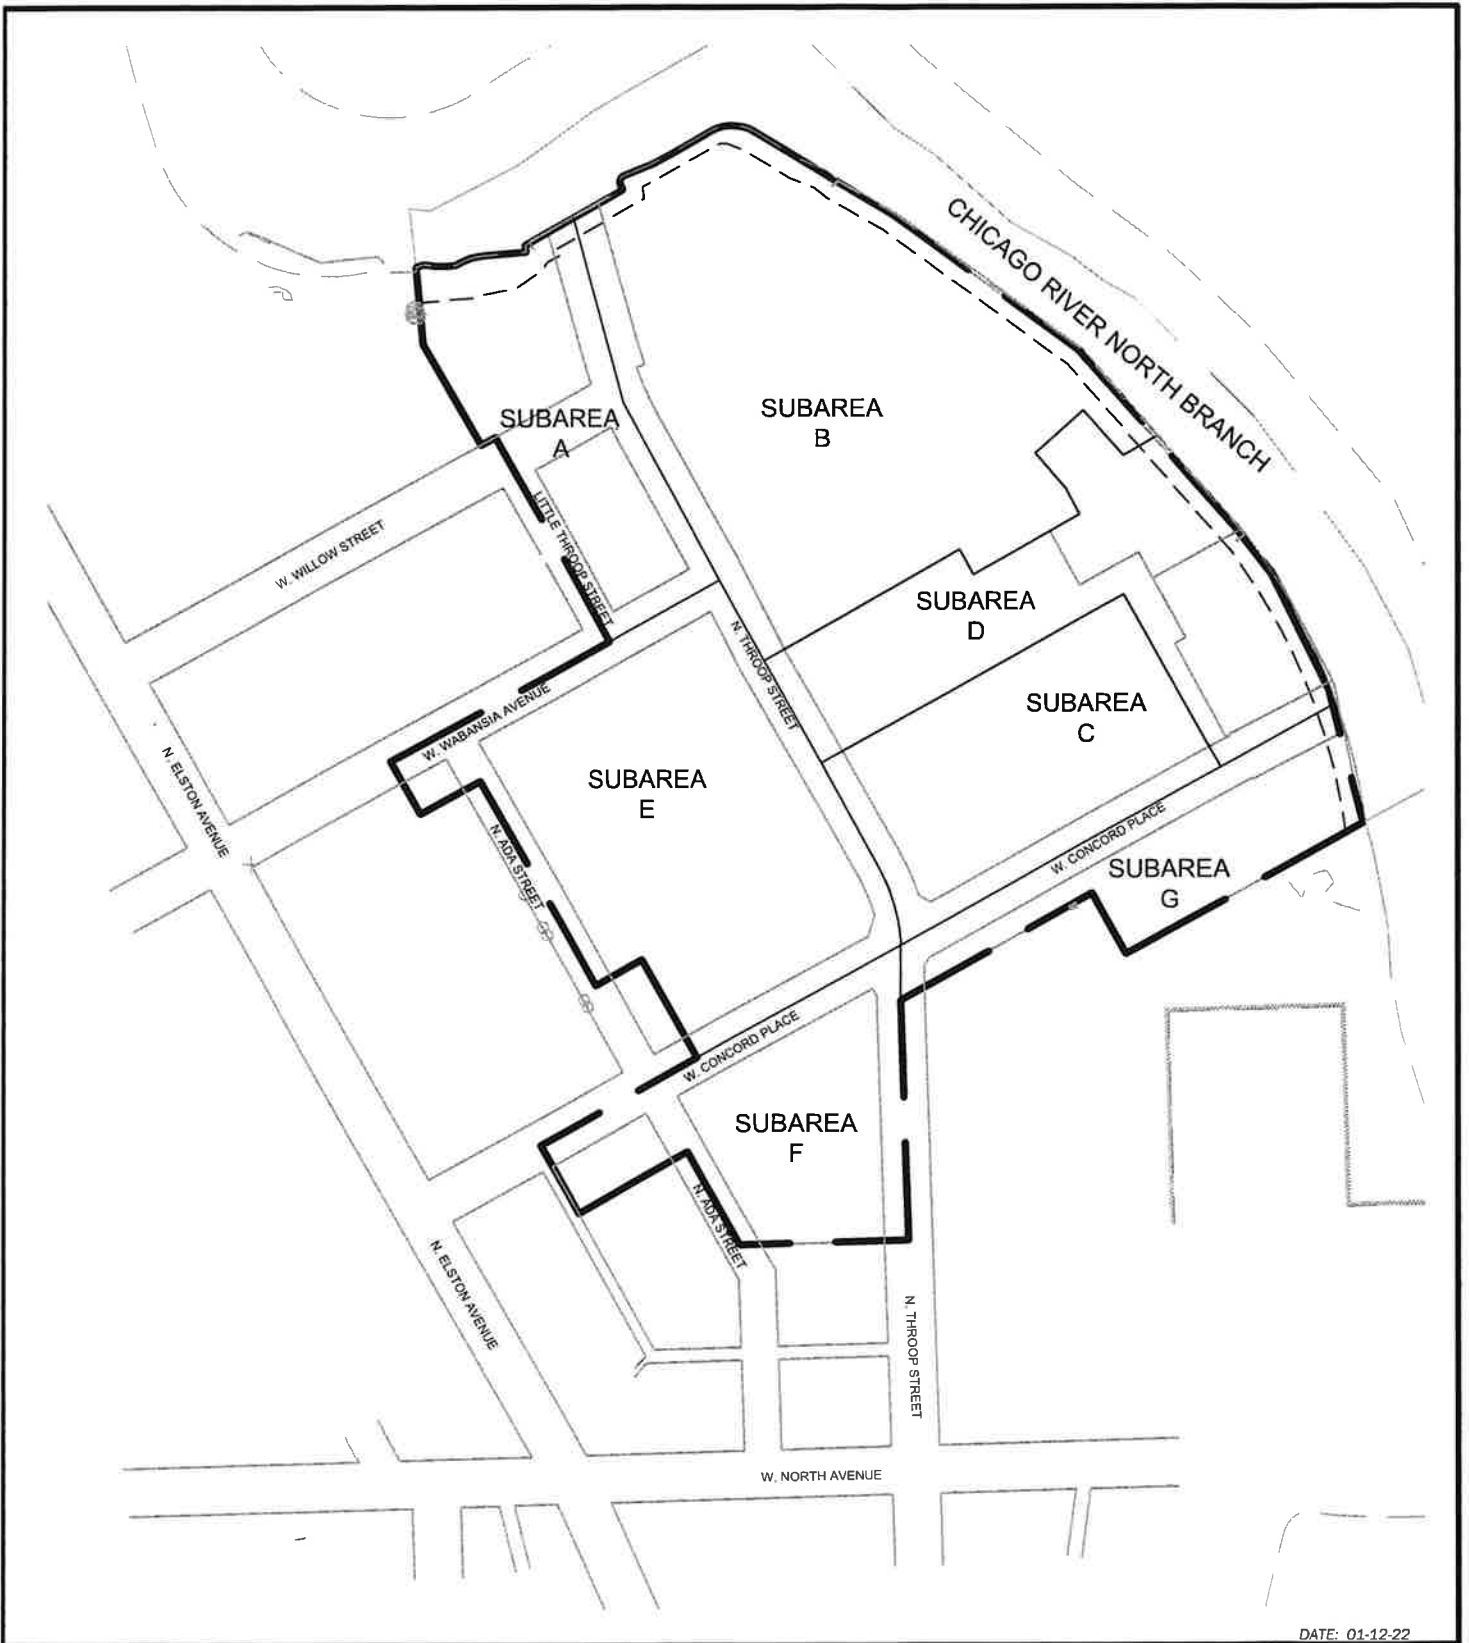 CHICAGO RIVER NORTH BRANCH
SUBAREA
A
SUBAREA
B
W. WILLOW STREET
LITTLE THROOP STREET
SUBAREA
D
N. THROOP STREET
SUBAREA
C
W. WABANSIA AVENUE
N. ELSTON AVENUE
SUBAREA
E
N. ADA STREET
W. CONCORD PLACE
SUBAREA
G
W. CONCORD PLACE
SUBAREA
F
N. ADA STREET
N. ELSTON AVENUE
N. THROOP STREET
W. NORTH AVENUE
DATE: 01-12-22